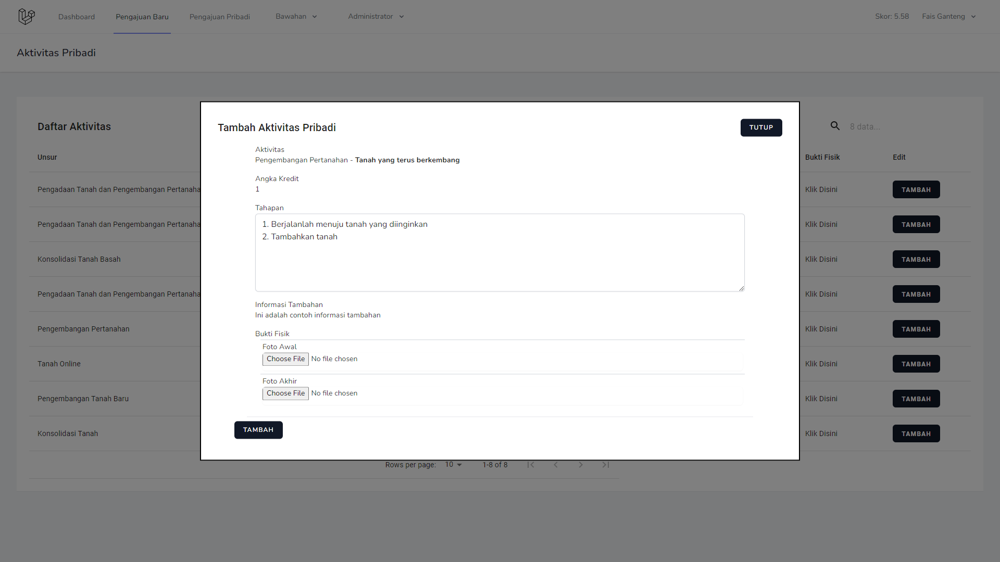 Dashboard
Pengajuan Baru
Pengajuan Pribadi
Bawahan
Administrator
Skor: 5.58
Fais Ganteng
Aktivitas Pribadi
Daftar Aktivitas
8 data...
Unsur
Bukti Fisik
Edit
Pengadaan Tanah dan Pengembangan Pertanaha
Klik Disini
TAMBAH
Pengadaan Tanah dan Pengembangan Pertanaha
Klik Disini
TAMBAH
Konsolidasi Tanah Basah
Klik Disini
TAMBAH
Pengadaan Tanah dan Pengembangan Pertanaha
Klik Disini
TAMBAH
Pengembangan Pertanahan
Klik Disini
TAMBAH
Tanah Online
Klik Disini
TAMBAH
Pengembangan Tanah Baru
Klik Disini
TAMBAH
Konsolidasi Tanah
Klik Disini
TAMBAH
Rows per page: 10
1-8 of 8
Tambah Aktivitas Pribadi
TUTUP
Aktivitas
Pengembangan Pertanahan - Tanah yang terus berkembang
Angka Kredit
1
Tahapan
1. Berjalanlah menuju tanah yang diinginkan
2. Tambahkan tanah
Informasi Tambahan
Ini adalah contoh informasi tambahan
Bukti Fisik
Foto Awal
Choose File No file chosen
Foto Akhir
Choose File No file chosen
TAMBAH